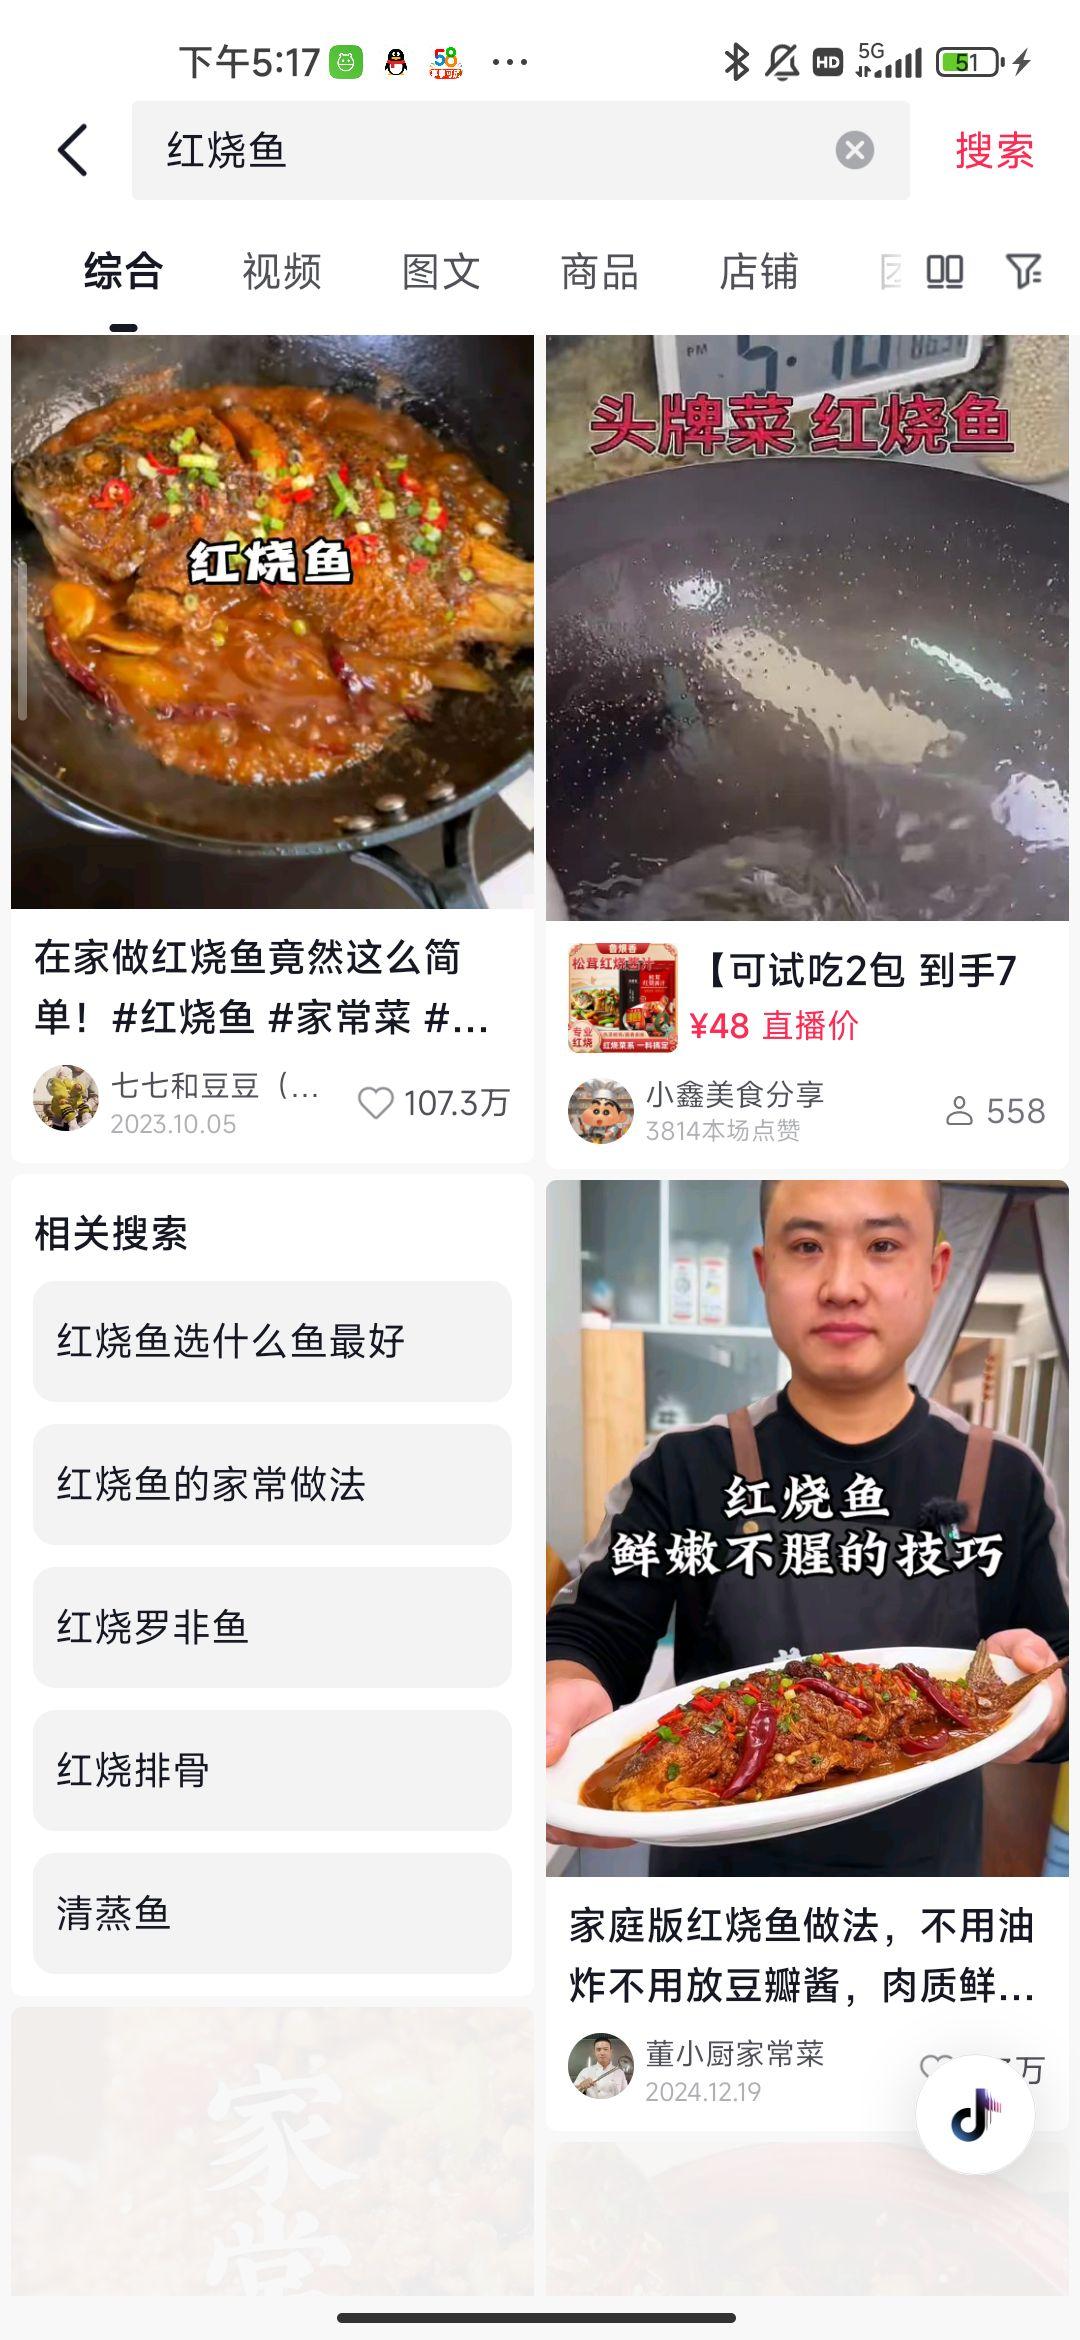 下午5:17
HD
5G
51
红烧鱼
搜索
综合
视频
图文
商品
店铺
红烧鱼
在家做红烧鱼竟然这么简
单！#红烧鱼 #家常菜 #...
七七和豆豆（...
2023.10.05
107.3万
PM
头牌菜 红烧鱼
松茸红烧酱汁
专业
红烧
红烧菜系 一料搞定
【可试吃2包 到手7
¥48 直播价
小鑫美食分享
3814本场点赞
558
相关搜索
红烧鱼选什么鱼最好
红烧鱼的家常做法
红烧罗非鱼
红烧排骨
清蒸鱼
红烧鱼
鲜嫩不腥的技巧
家庭版红烧鱼做法，不用油
炸不用放豆瓣酱，肉质鲜...
董小厨家常菜
2024.12.19
万
家
常